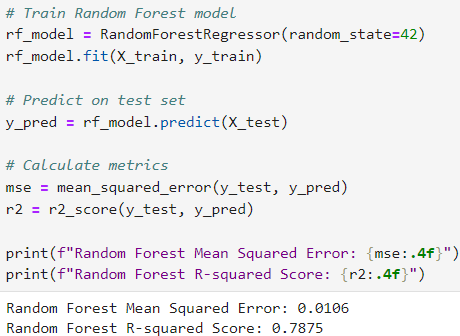 # Train Random Forest model
rf_model = RandomForestRegressor(random_state=42)
rf_model.fit(X_train, y_train)
# Predict on test set
y_pred = rf_model.predict(X_test)
# Calculate metrics
mse = mean_squared_error(y_test, y_pred)
r2 = r2_score(y_test, y_pred)
print(f"Random Forest Mean Squared Error: {mse:.4f}")
print(f"Random Forest R-squared Score: {r2:.4f}")
Random Forest Mean Squared Error: 0.0106
Random Forest R-squared Score: 0.7875